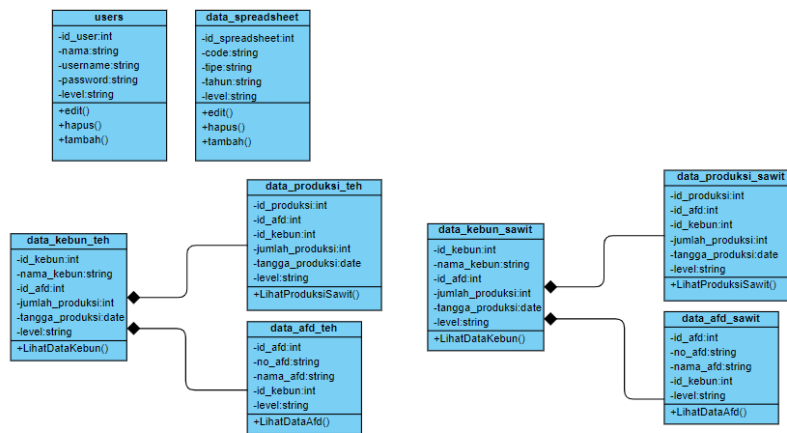 users
-id_user:int
-nama:string
-username:string
-password:string
-level:string
+edit()
+hapus()
+tambah()
data_spreadsheet
-id_spreadsheet:int
-code:string
-tipe:string
-tahun:string
-level:string
+edit()
+hapus()
+tambah()
data_kebun_teh
-id_kebun:int
-nama_kebun:string
-id_afd:int
-jumlah_produksi:int
-tangga_produksi:date
-level:string
+LihatDataKebun()
data_produksi_teh
-id_produksi:int
-id_afd:int
-id_kebun:int
-jumlah_produksi:int
-tangga_produksi:date
-level:string
+LihatProduksiSawit()
data_afd_teh
-id_afd:int
-no_afd:string
-nama_afd:string
-id_kebun:int
-level:string
+LihatDataAfd()
data_kebun_sawit
-id_kebun:int
-nama_kebun:string
-id_afd:int
-jumlah_produksi:int
-tangga_produksi:date
-level:string
+LihatDataKebun()
data_produksi_sawit
-id_produksi:int
-id_afd:int
-id_kebun:int
-jumlah_produksi:int
-tangga_produksi:date
-level:string
+LihatProduksiSawit()
data_afd_sawit
-id_afd:int
-no_afd:string
-nama_afd:string
-id_kebun:int
-level:string
+LihatDataAfd()